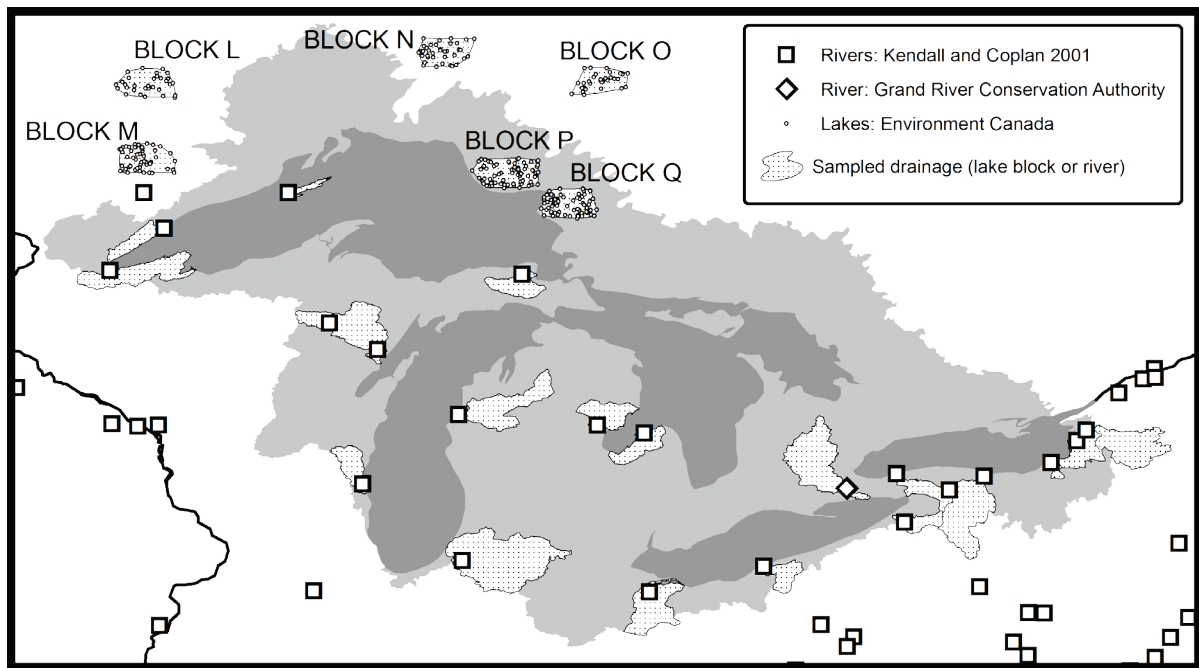 BLOCK L
BLOCK N
BLOCK O
BLOCK M
BLOCK P
BLOCK Q
Rivers: Kendall and Coplan 2001
River: Grand River Conservation Authority
Lakes: Environment Canada
Sampled drainage (lake block or river)